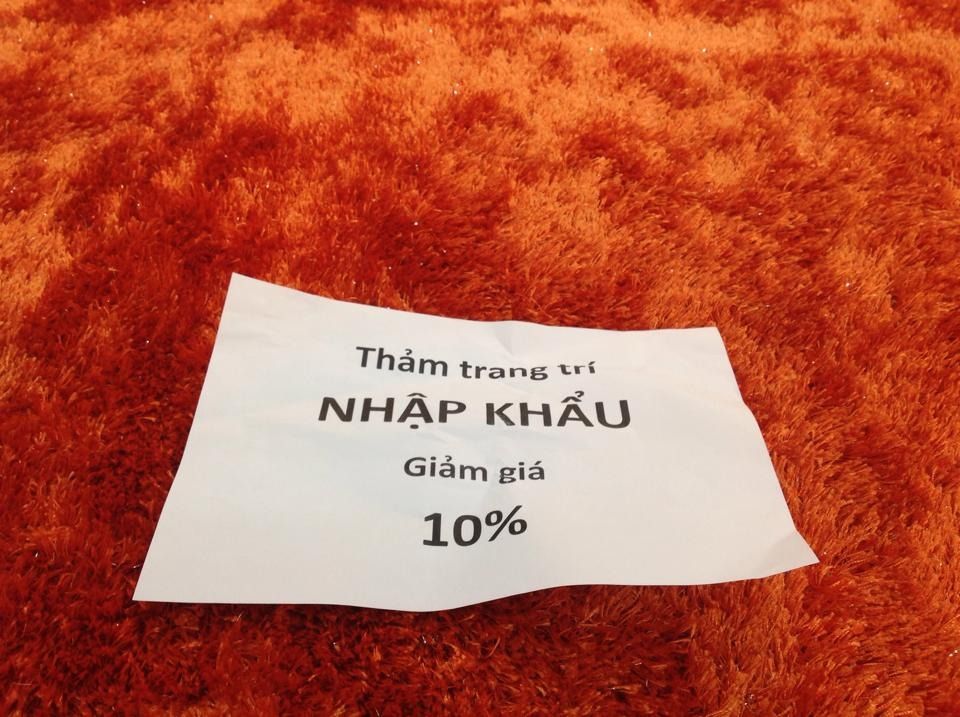 Thảm trang trí
NHẬP KHẨU
Giảm giá
10%